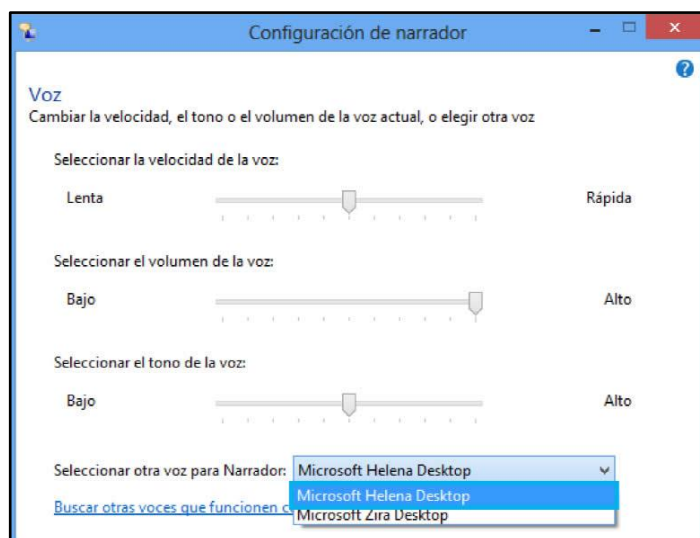 Configuración de narrador
Voz
Cambiar la velocidad, el tono o el volumen de la voz actual, o elegir otra voz
Seleccionar la velocidad de la voz:
Lenta Rápida
Seleccionar el volumen de la voz:
Bajo Alto
Seleccionar el tono de la voz:
Bajo Alto
Seleccionar otra voz para Narrador: Microsoft Helena Desktop
Microsoft Helena Desktop
Buscar otras voces que funcionen Microsoft Zira Desktop